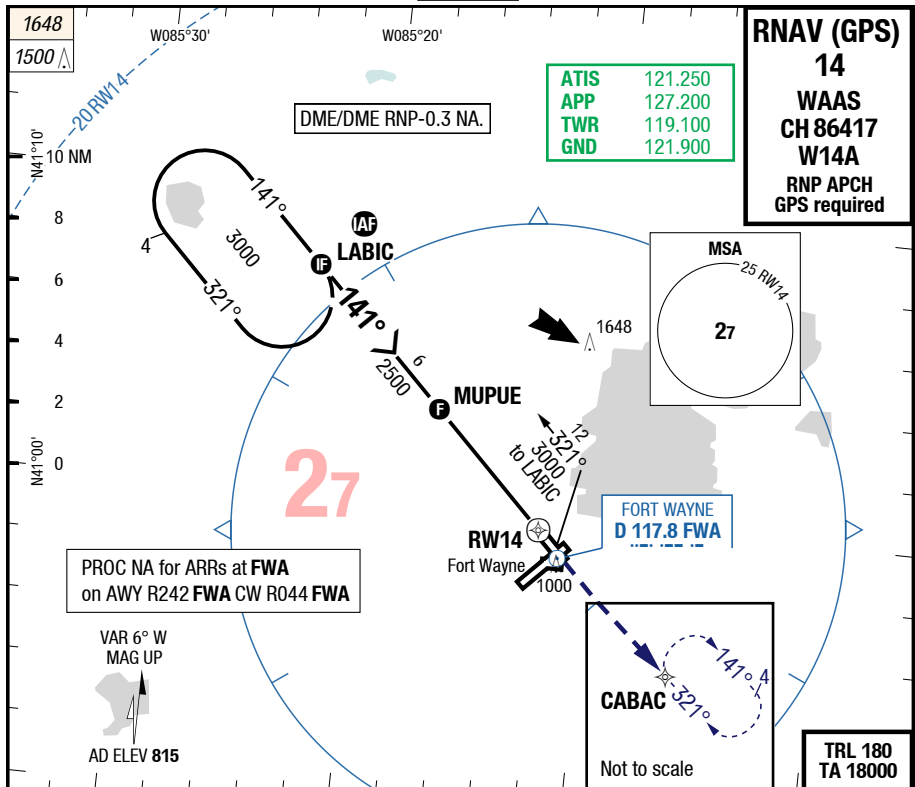 1648
1500
W085°30'
W085°20'
RNAV (GPS)
14
WAAS
CH 86417
W14A
RNP APCH
GPS required
ATIS 121.250
APP 127.200
TWR 119.100
GND 121.900
20 RW14
DME/DME RNP-0.3 NA.
N41°10'
10 NM
8
6
4
2
0
N41°00'
141°
3000
4
321°
IAF
IF
LABIC
141°
6
2500
F
MUPUE
1648
MSA
25 RW14
27
27
12
321°
3000
to LABIC
RW14
Fort Wayne
1000
FORT WAYNE
D 117.8 FWA
PROC NA for ARRs at FWA
on AWY R242 FWA CW R044 FWA
VAR 6° W
MAG UP
AD ELEV 815
CABAC
141°
4
321°
Not to scale
TRL 180
TA 18000